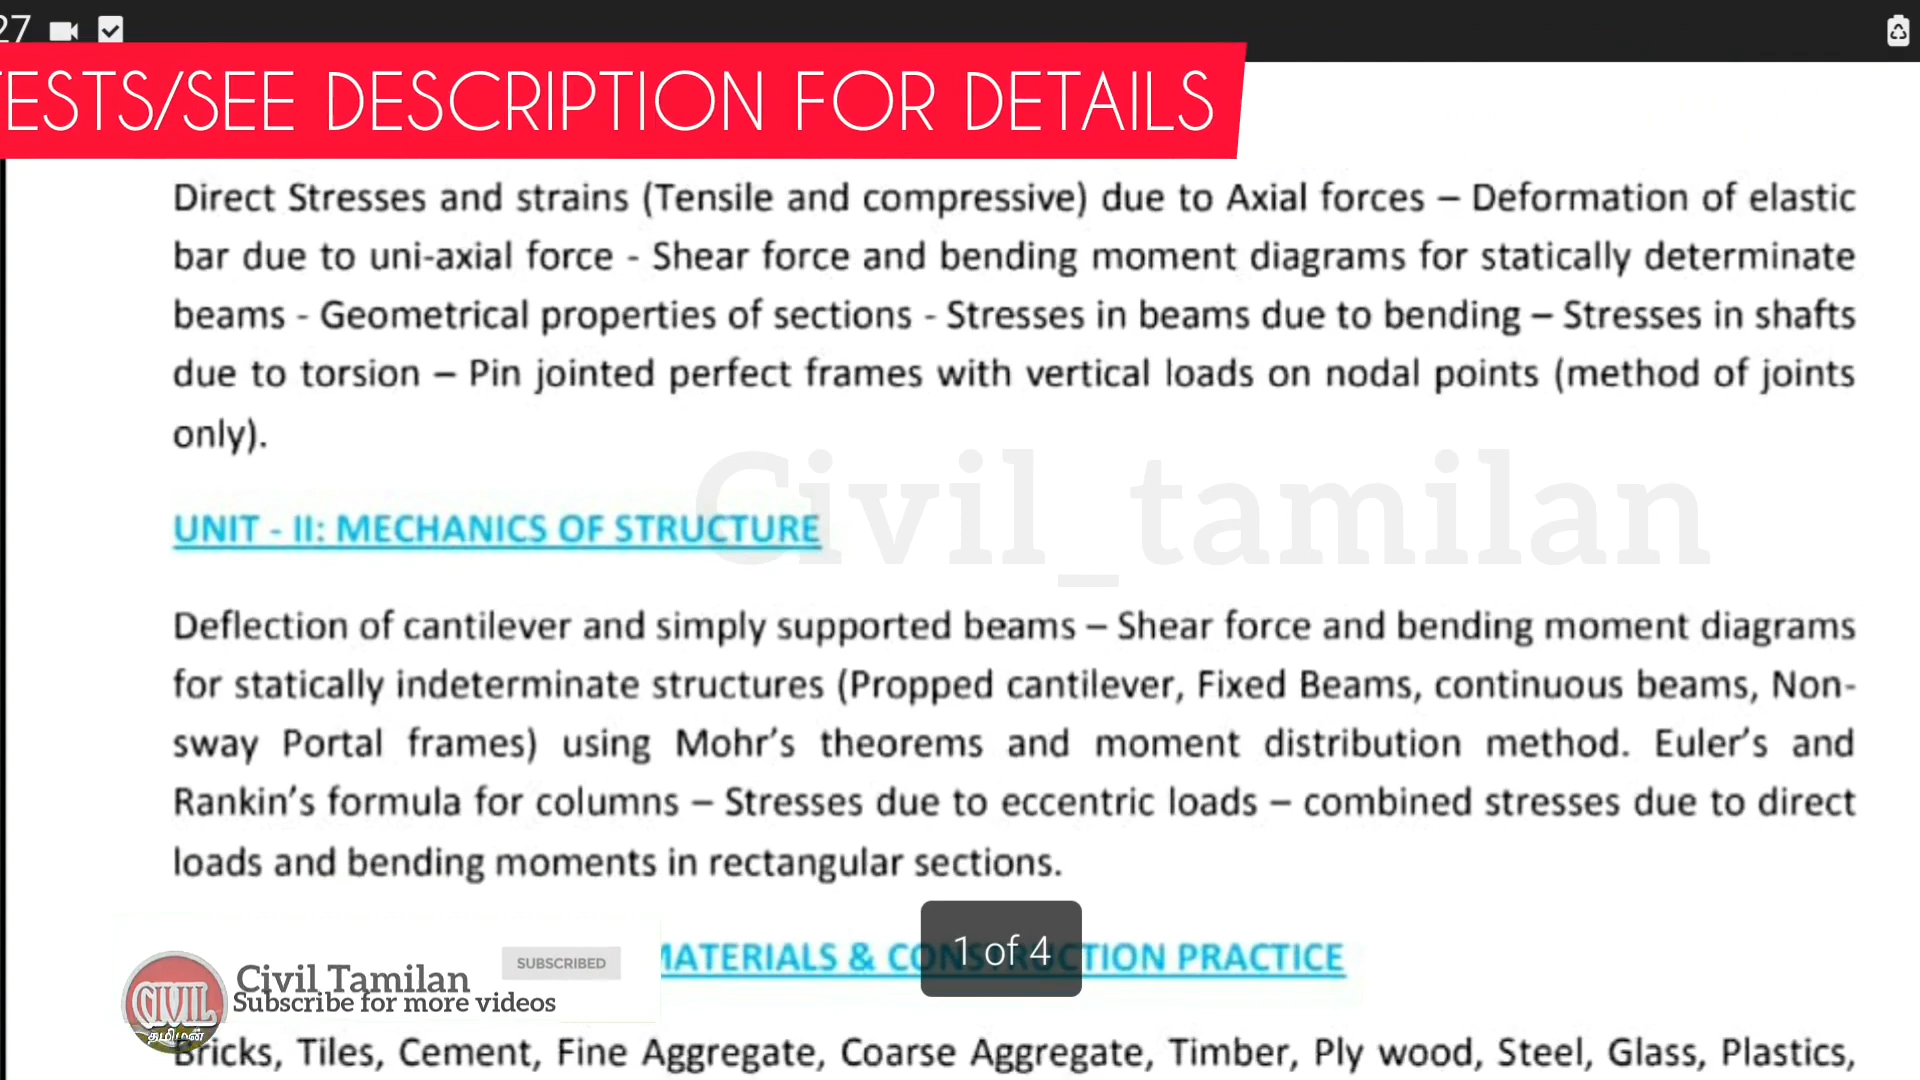 27
ESTS/SEE DESCRIPTION FOR DETAILS
Direct Stresses and strains (Tensile and compressive) due to Axial forces – Deformation of elastic
bar due to uni-axial force - Shear force and bending moment diagrams for statically determinate
beams - Geometrical properties of sections - Stresses in beams due to bending – Stresses in shafts
due to torsion – Pin jointed perfect frames with vertical loads on nodal points (method of joints
only).
Civil_tamilan
UNIT - II: MECHANICS OF STRUCTURE
Deflection of cantilever and simply supported beams – Shear force and bending moment diagrams
for statically indeterminate structures (Propped cantilever, Fixed Beams, continuous beams, Non-
sway Portal frames) using Mohr's theorems and moment distribution method. Euler's and
Rankin's formula for columns – Stresses due to eccentric loads – combined stresses due to direct
loads and bending moments in rectangular sections.
MATERIALS & CONSTRUCTION PRACTICE
1 of 4
Civil Tamilan
SUBSCRIBED
Subscribe for more videos
CIVIL
தமிழன்
Bricks, Tiles, Cement, Fine Aggregate, Coarse Aggregate, Timber, Ply wood, Steel, Glass, Plastics,